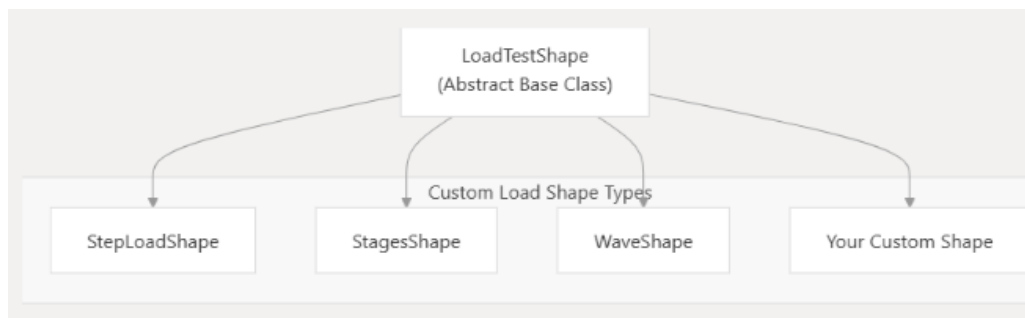 LoadTestShape
(Abstract Base Class)
Custom Load Shape Types
StepLoadShape
StagesShape
WaveShape
Your Custom Shape